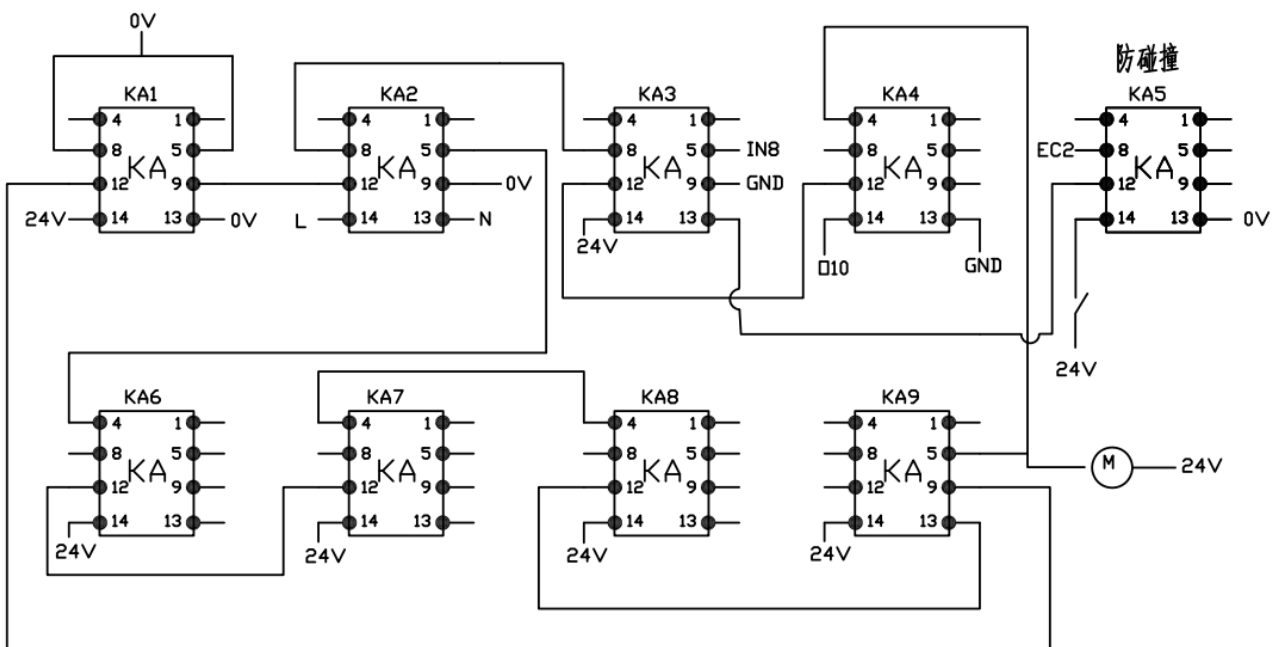 0V
防碰撞
KA1 KA2 KA3 KA4 KA5
4 1 4 1 4 1 4 1 4 1
8 5 8 5 8 5 IN8 8 5 EC2 8 5
KA KA KA KA KA
12 9 12 9 0V 12 9 GND 12 9 12 9
24V 14 13 0V L 14 13 N 14 13 14 13 14 13 0V
24V O10 GND
24V
KA6 KA7 KA8 KA9
4 1 4 1 4 1 4 1
8 5 8 5 8 5 8 5
KA KA KA KA M 24V
12 9 12 9 12 9 12 9
14 13 14 13 14 13 14 13
24V 24V 24V 24V